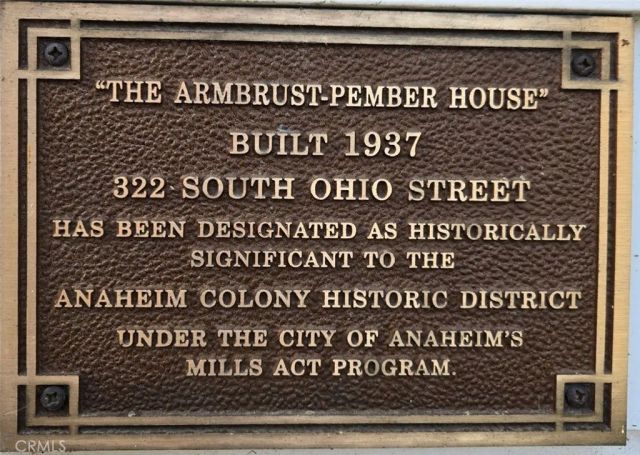 "THE ARMBRUST-PEMBER HOUSE"
BUILT 1937
322 SOUTH OHIO STREET
HAS BEEN DESIGNATED AS HISTORICALLY
SIGNIFICANT TO THE
ANAHEIM COLONY HISTORIC DISTRICT
UNDER THE CITY OF ANAHEIM'S
MILLS ACT PROGRAM.
CRMLS